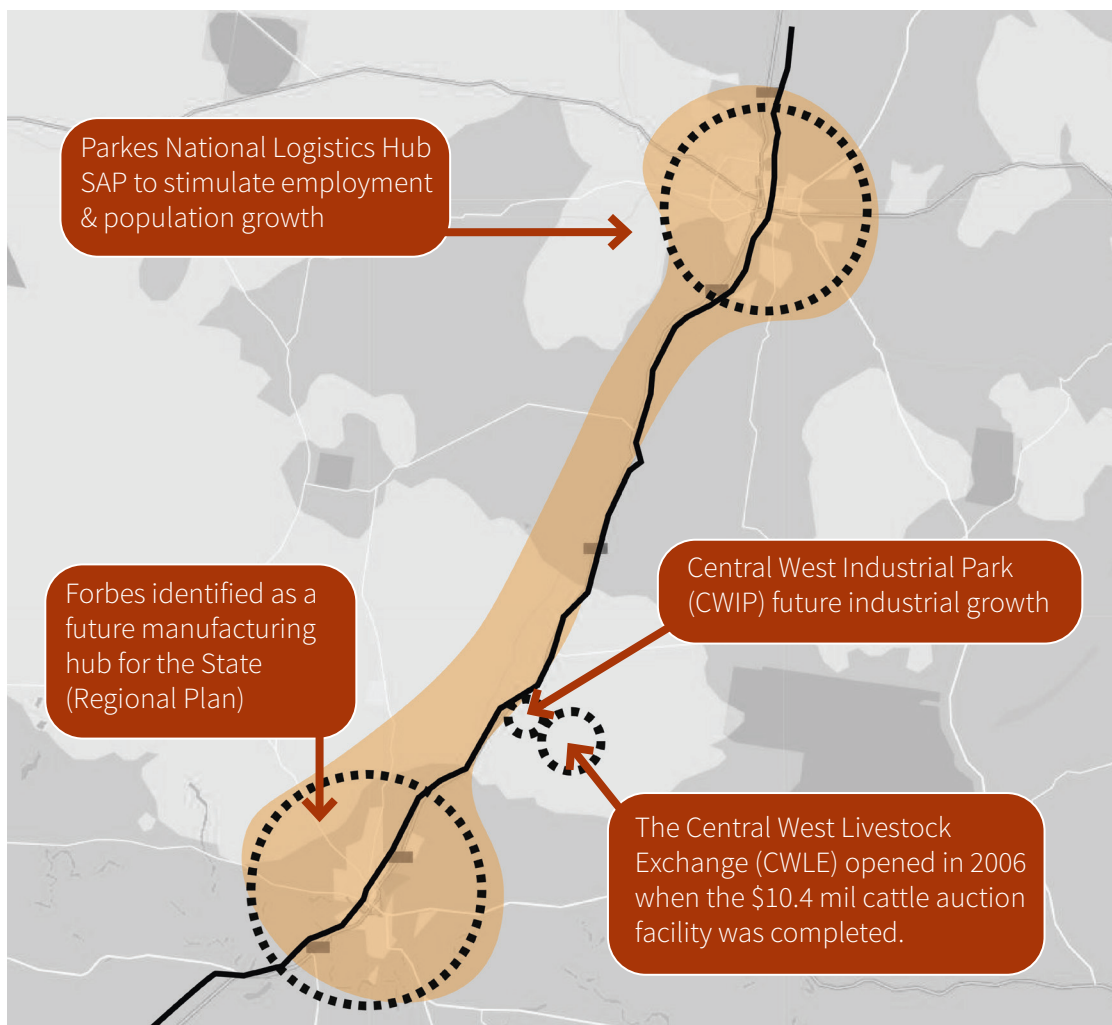 Parkes National Logistics Hub
SAP to stimulate employment
& population growth
Central West Industrial Park
(CWIP) future industrial growth
Forbes identified as a
future manufacturing
hub for the State
(Regional Plan)
The Central West Livestock
Exchange (CWLE) opened in 2006
when the $10.4 mil cattle auction
facility was completed.